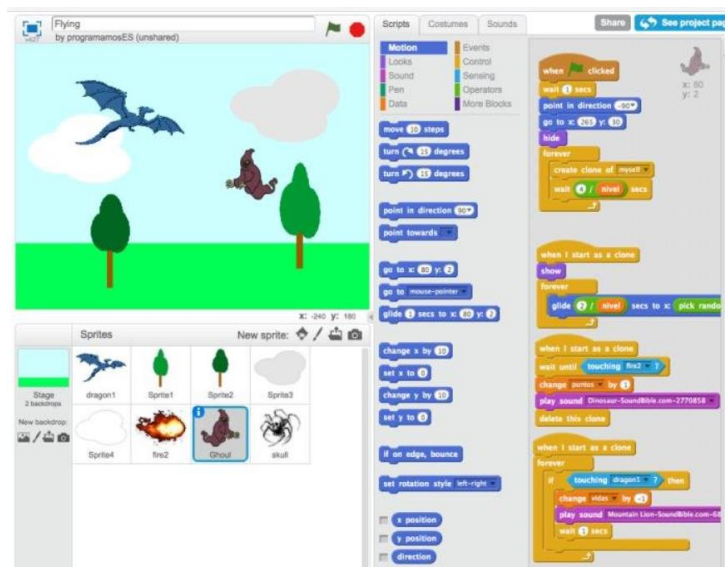 Flying
by programamosES (unshared)
v427
Scripts
Costumes
Sounds
Share
See project pag
Motion
Looks
Sound
Pen
Data
Events
Control
Sensing
Operators
More Blocks
move 10 steps
turn 15 degrees
turn 15 degrees
point in direction 90
point towards
go to x: 80 y: 2
go to mouse-pointer
glide 1 secs to x: 80 y: 2
change x by 10
set x to 0
change y by 10
set y to 0
if on edge, bounce
set rotation style left-right
x position
y position
direction
x: 80
y: 2
when clicked
wait 1 secs
point in direction -90
go to x: 265 y: 30
hide
forever
create clone of myself
wait 4 / nivel secs
when I start as a clone
show
forever
glide 2 / nivel secs to x: pick rando
when I start as a clone
wait until touching fire2 ?
change puntos by 1
play sound Dinosaur-SoundBible.com-2770858
delete this clone
when I start as a clone
forever
if touching dragon1 ? then
change vidas by -1
play sound Mountain Lion-SoundBible.com-68
wait 1 secs
x: -240 y: 180
Sprites
New sprite:
Stage
2 backdrops
New backdrop:
dragon1
Sprite1
Sprite2
Sprite3
Sprite4
fire2
Ghoul
skull